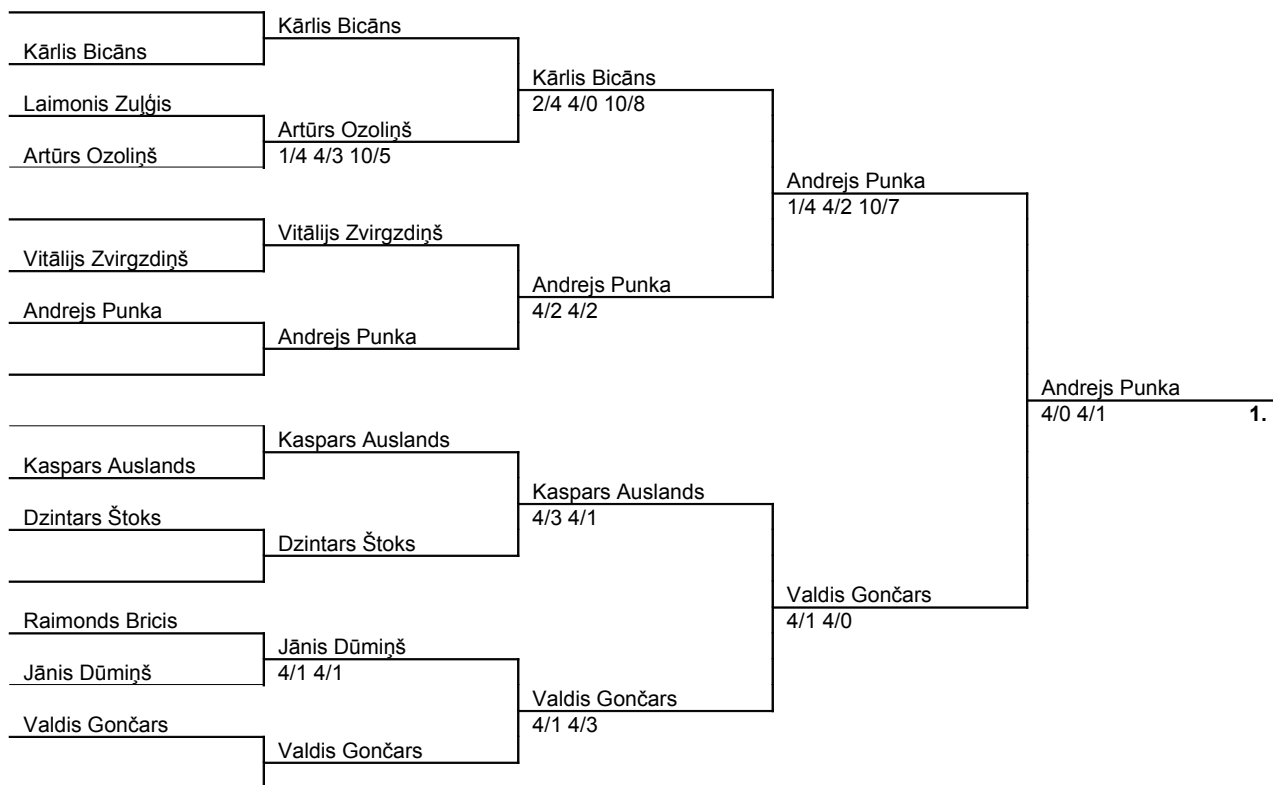 Kārlis Bicāns
Kārlis Bicāns
Kārlis Bicāns
Laimonis Zuļģis
2/4 4/0 10/8
Artūrs Ozoliņš
Artūrs Ozoliņš
1/4 4/3 10/5
Andrejs Punka
1/4 4/2 10/7
Vitālijs Zvirgzdiņš
Vitālijs Zvirgzdiņš
Andrejs Punka
Andrejs Punka
4/2 4/2
Andrejs Punka
Andrejs Punka
4/0 4/1 1.
Kaspars Auslands
Kaspars Auslands
Kaspars Auslands
Dzintars Štoks
4/3 4/1
Dzintars Štoks
Valdis Gončars
Raimonds Bricis
4/1 4/0
Jānis Dūmiņš
Jānis Dūmiņš
4/1 4/1
Valdis Gončars
Valdis Gončars
4/1 4/3
Valdis Gončars